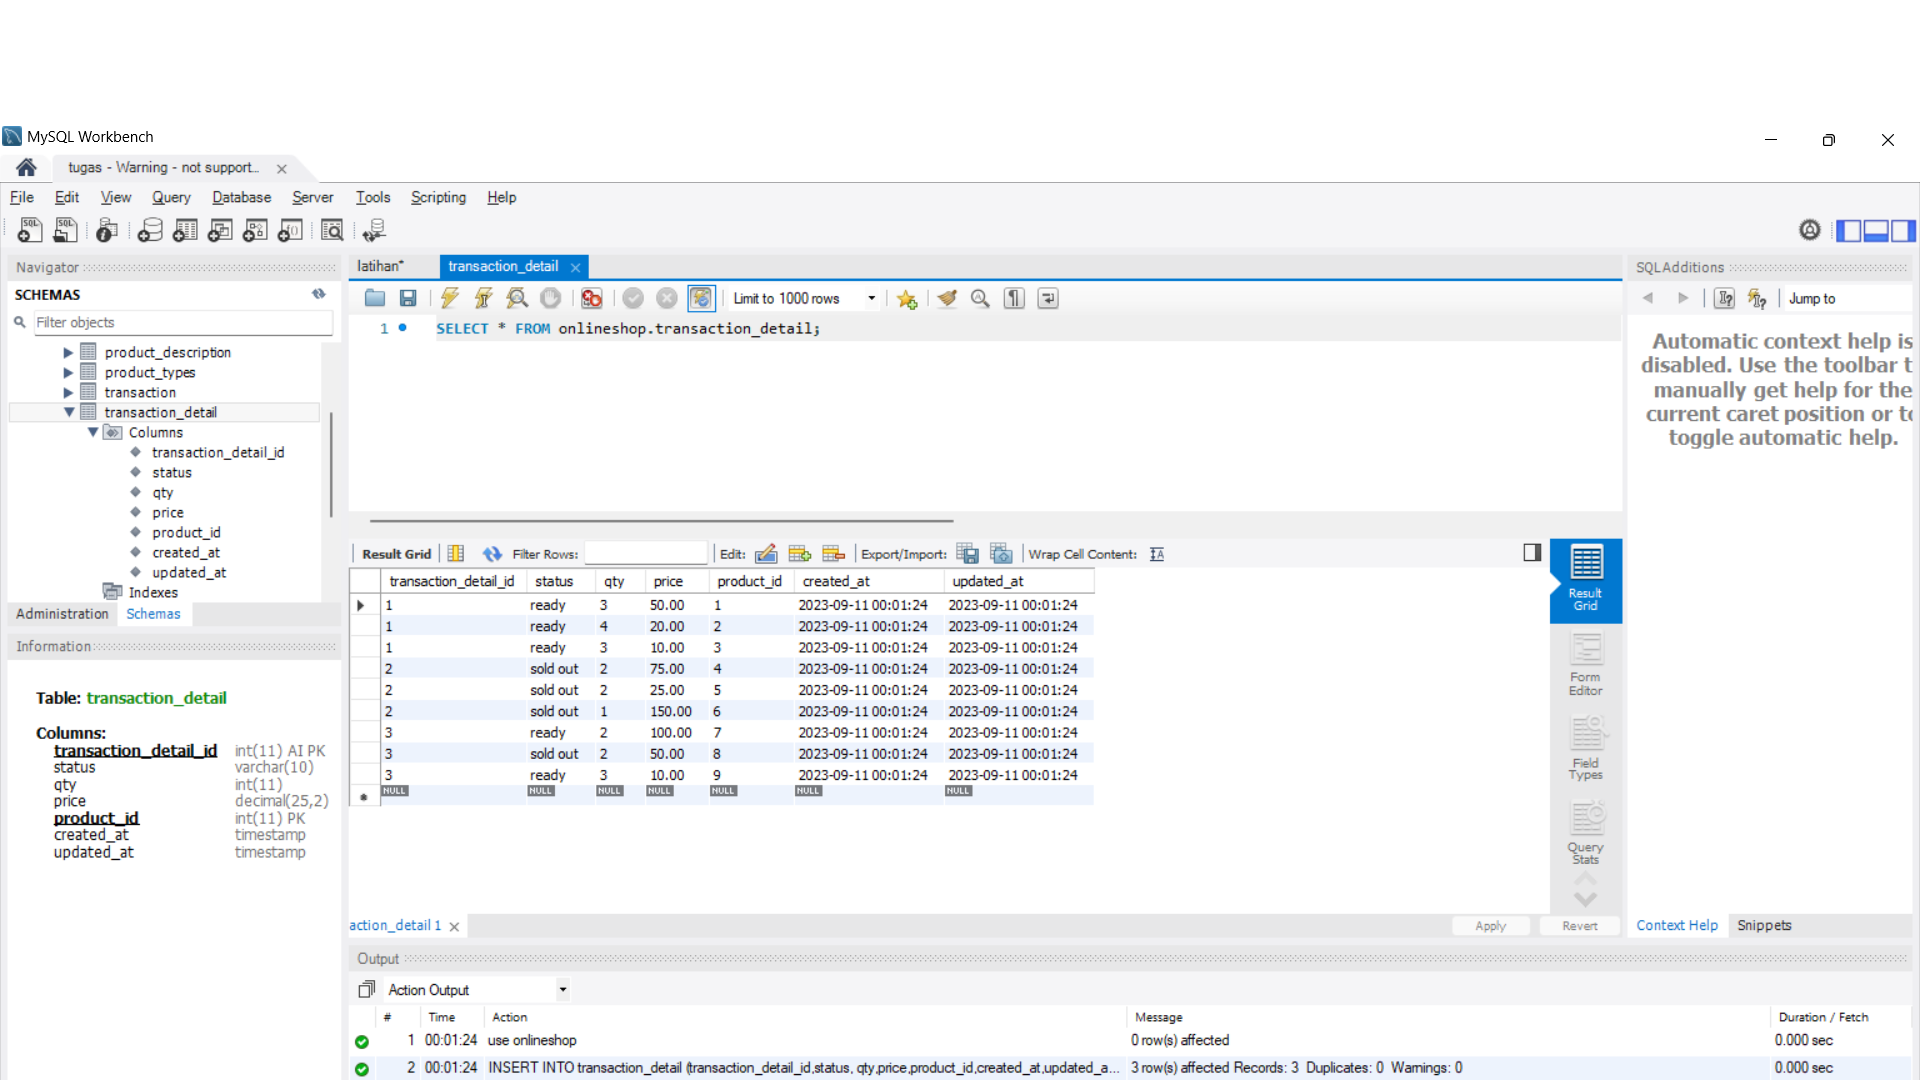 MySQL Workbench
tugas - Warning - not support...
File Edit View Query Database Server Tools Scripting Help
Navigator
SCHEMAS
Filter objects
product_description
product_types
transaction
transaction_detail
Columns
transaction_detail_id
status
qty
price
product_id
created_at
updated_at
Indexes
Administration Schemas
Information
Table: transaction_detail
Columns:
transaction_detail_id int(11) AI PK
status varchar(10)
qty int(11)
price decimal(25,2)
product_id int(11) PK
created_at timestamp
updated_at timestamp
latihan* transaction_detail
Limit to 1000 rows
1 SELECT * FROM onlineshop.transaction_detail;
Result Grid Filter Rows: Edit: Export/Import: Wrap Cell Content:
transaction_detail_id status qty price product_id created_at updated_at
1 ready 3 50.00 1 2023-09-11 00:01:24 2023-09-11 00:01:24
1 ready 4 20.00 2 2023-09-11 00:01:24 2023-09-11 00:01:24
1 ready 3 10.00 3 2023-09-11 00:01:24 2023-09-11 00:01:24
2 sold out 2 75.00 4 2023-09-11 00:01:24 2023-09-11 00:01:24
2 sold out 2 25.00 5 2023-09-11 00:01:24 2023-09-11 00:01:24
2 sold out 1 150.00 6 2023-09-11 00:01:24 2023-09-11 00:01:24
3 ready 2 100.00 7 2023-09-11 00:01:24 2023-09-11 00:01:24
3 sold out 2 50.00 8 2023-09-11 00:01:24 2023-09-11 00:01:24
3 ready 3 10.00 9 2023-09-11 00:01:24 2023-09-11 00:01:24
NULL NULL NULL NULL NULL NULL NULL
Result
Grid
Form
Editor
Field
Types
Query
Stats
action_detail 1
Apply Revert
SQLAdditions
Jump to
Automatic context help is
disabled. Use the toolbar t
manually get help for the
current caret position or to
toggle automatic help.
Context Help Snippets
Output
Action Output
# Time Action Message Duration / Fetch
1 00:01:24 use onlineshop 0 row(s) affected 0.000 sec
2 00:01:24 INSERT INTO transaction_detail (transaction_detail_id,status, qty,price,product_id,created_at,updated_a... 3 row(s) affected Records: 3 Duplicates: 0 Warnings: 0 0.000 sec